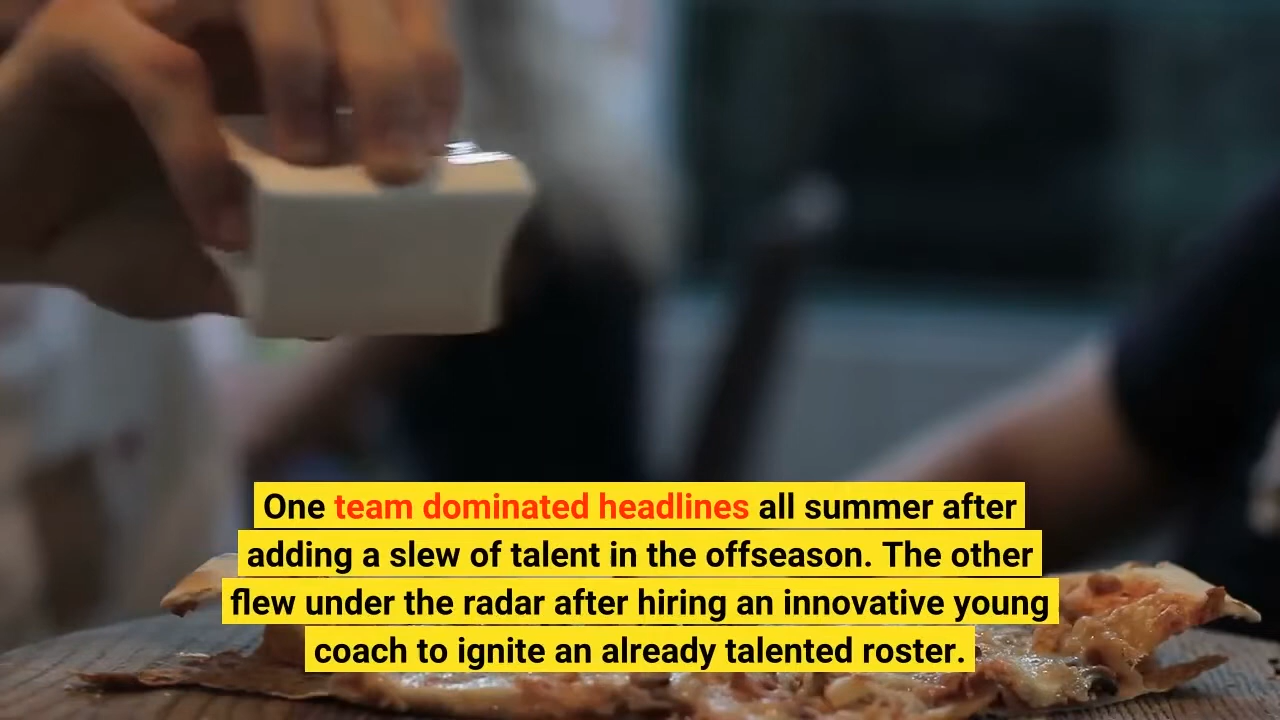 One team dominated headlines all summer after
adding a slew of talent in the offseason. The other
flew under the radar after hiring an innovative young
coach to ignite an already talented roster.